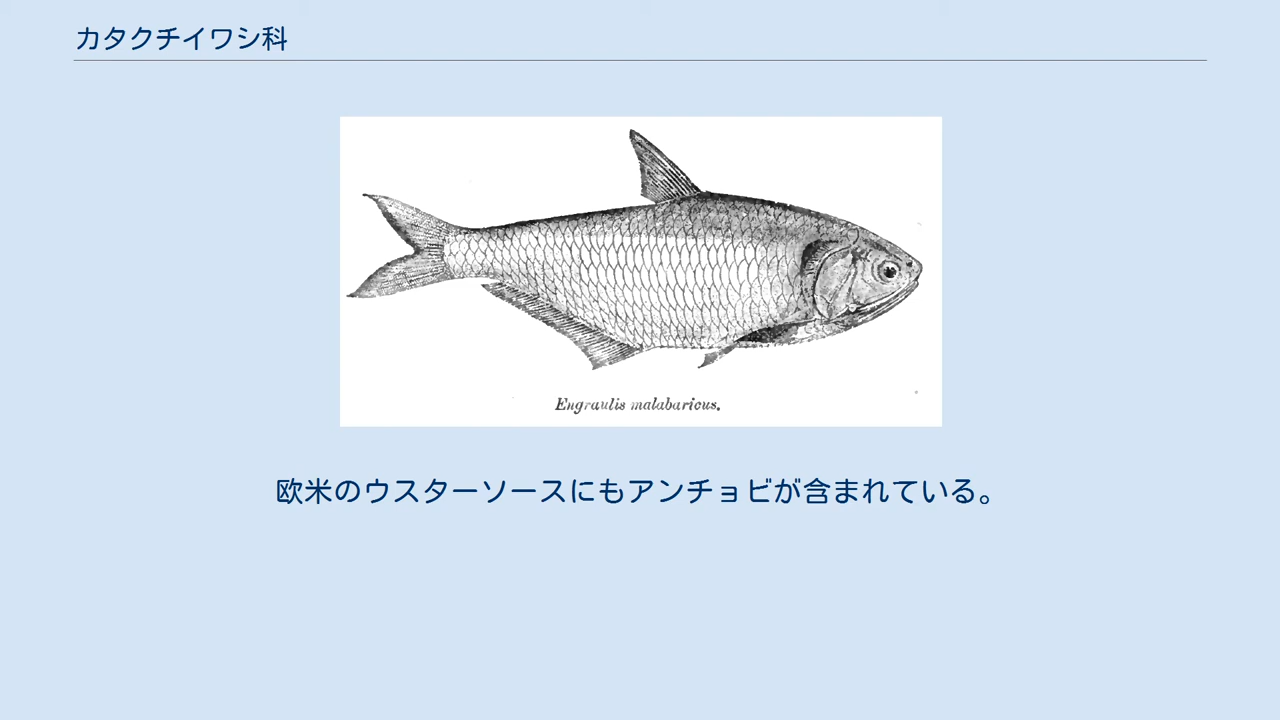 カタクチイワシ科
Engraulis malabaricus.
欧米のウスターソースにもアンチョビが含まれている。